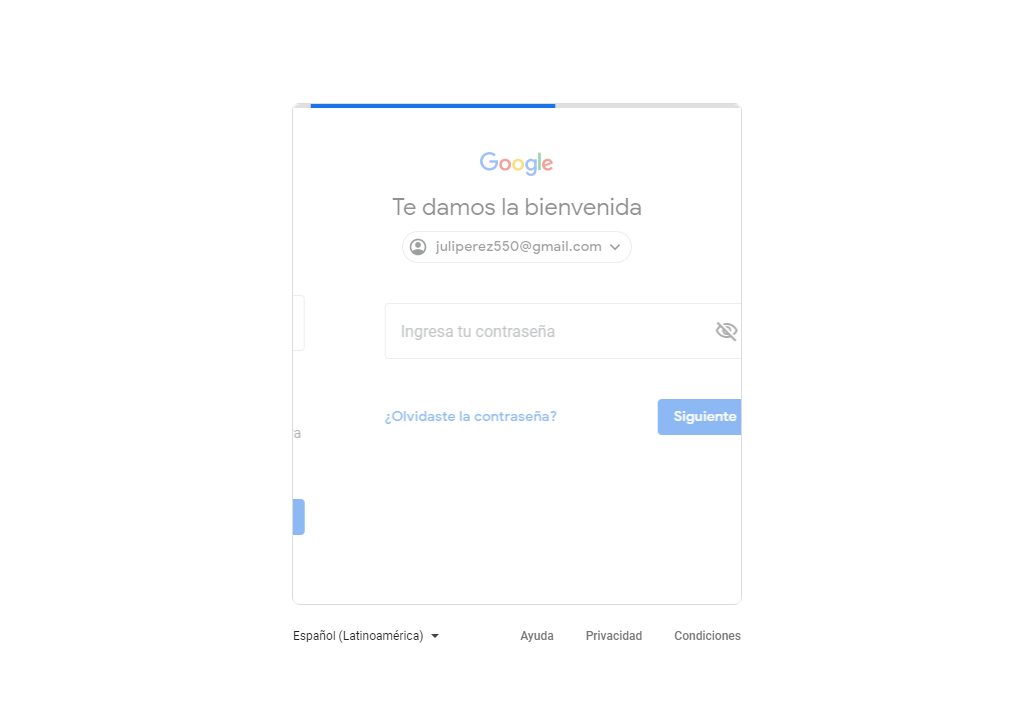 Google
Te damos la bienvenida
juliperez550@gmail.com
Ingresa tu contraseña
¿Olvidaste la contraseña?
Siguiente
Español (Latinoamérica)
Ayuda
Privacidad
Condiciones